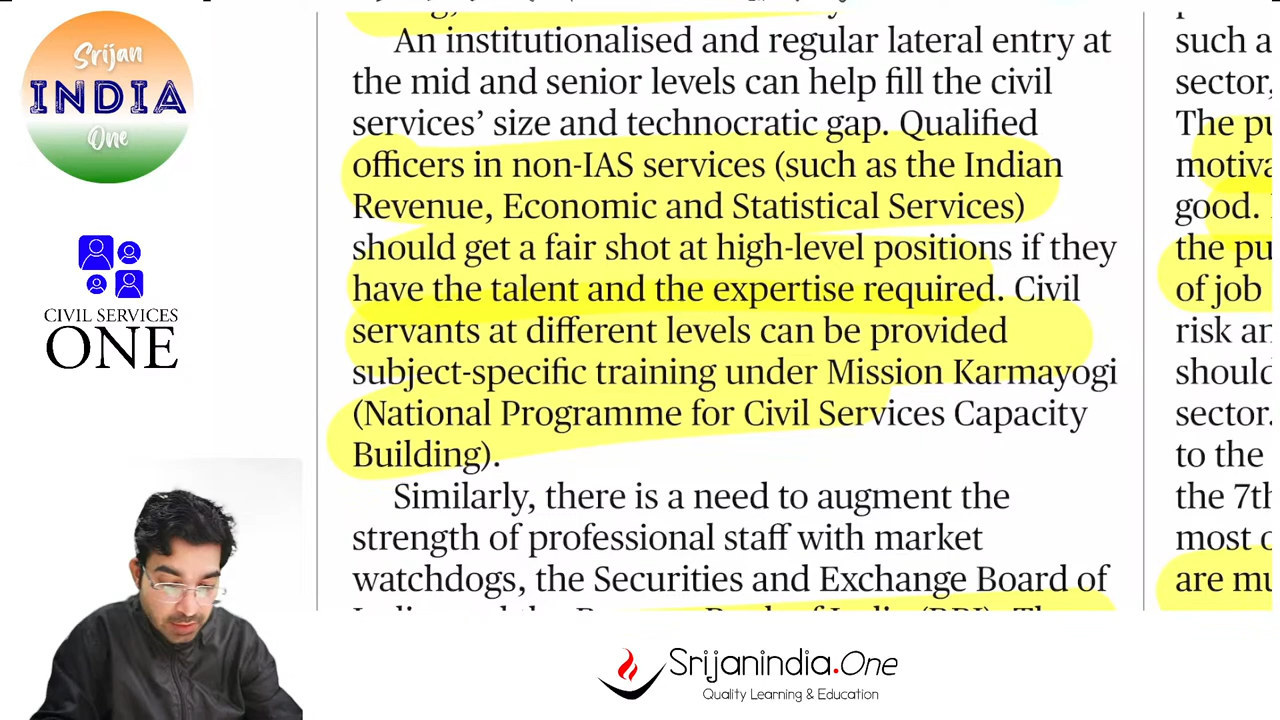 Srijan
INDIA
One
CIVIL SERVICES
ONE
An institutionalised and regular lateral entry at
the mid and senior levels can help fill the civil
services’ size and technocratic gap. Qualified
officers in non-IAS services (such as the Indian
Revenue, Economic and Statistical Services)
should get a fair shot at high-level positions if they
have the talent and the expertise required. Civil
servants at different levels can be provided
subject-specific training under Mission Karmayogi
(National Programme for Civil Services Capacity
Building).
Similarly, there is a need to augment the
strength of professional staff with market
watchdogs, the Securities and Exchange Board of
such a
sector,
The pu
motiva
good.
the pu
of job
risk an
should
sector.
to the
the 7th
most o
are mu
Srijanindia.One
Quality Learning & Education